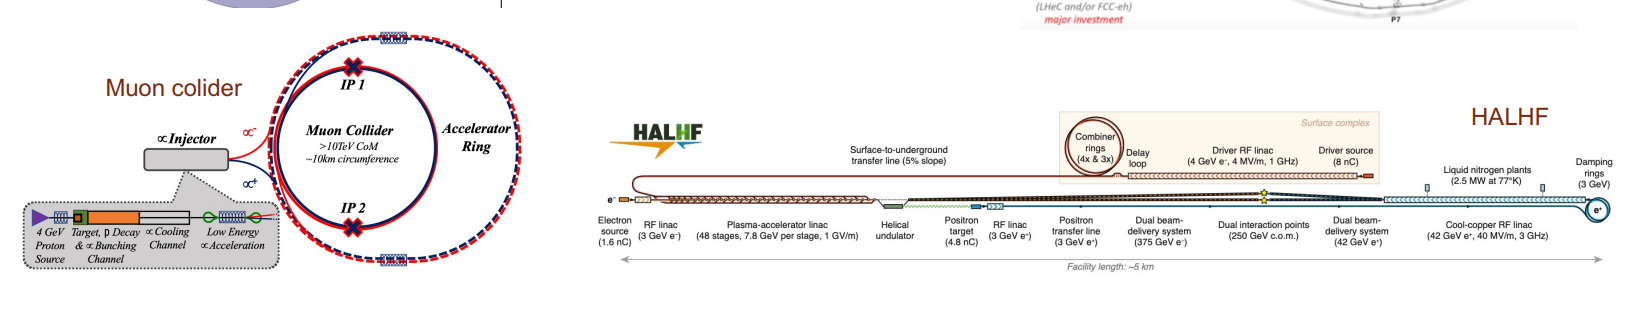 (LHeC and/or FCC-eh)
major investment
P7
Muon colider
∝Injector
∝-
∝+
IP 1
Muon Collider
>10TeV CoM
~10km circumference
IP 2
Accelerator
Ring
4 GeV
Proton
Source
Target, p Decay
& ∝Bunching
Channel
∝Cooling
Channel
Low Energy
∝Acceleration
HALHF
HALHF
Surface complex
Combiner
rings
(4x & 3x)
Delay
loop
Driver RF linac
(4 GeV e⁻, 4 MV/m, 1 GHz)
Driver source
(8 nC)
Surface-to-underground
transfer line (5% slope)
Liquid nitrogen plants
(2.5 MW at 77°K)
Damping
rings
(3 GeV)
e⁻
e⁺
Electron
source
(1.6 nC)
RF linac
(3 GeV e⁻)
Plasma-accelerator linac
(48 stages, 7.8 GeV per stage, 1 GV/m)
Helical
undulator
Positron
target
(4.8 nC)
RF linac
(3 GeV e⁺)
Positron
transfer line
(3 GeV e⁺)
Dual beam-
delivery system
(375 GeV e⁻)
Dual interaction points
(250 GeV c.o.m.)
Dual beam-
delivery system
(42 GeV e⁺)
Cool-copper RF linac
(42 GeV e⁺, 40 MV/m, 3 GHz)
Facility length: ~5 km